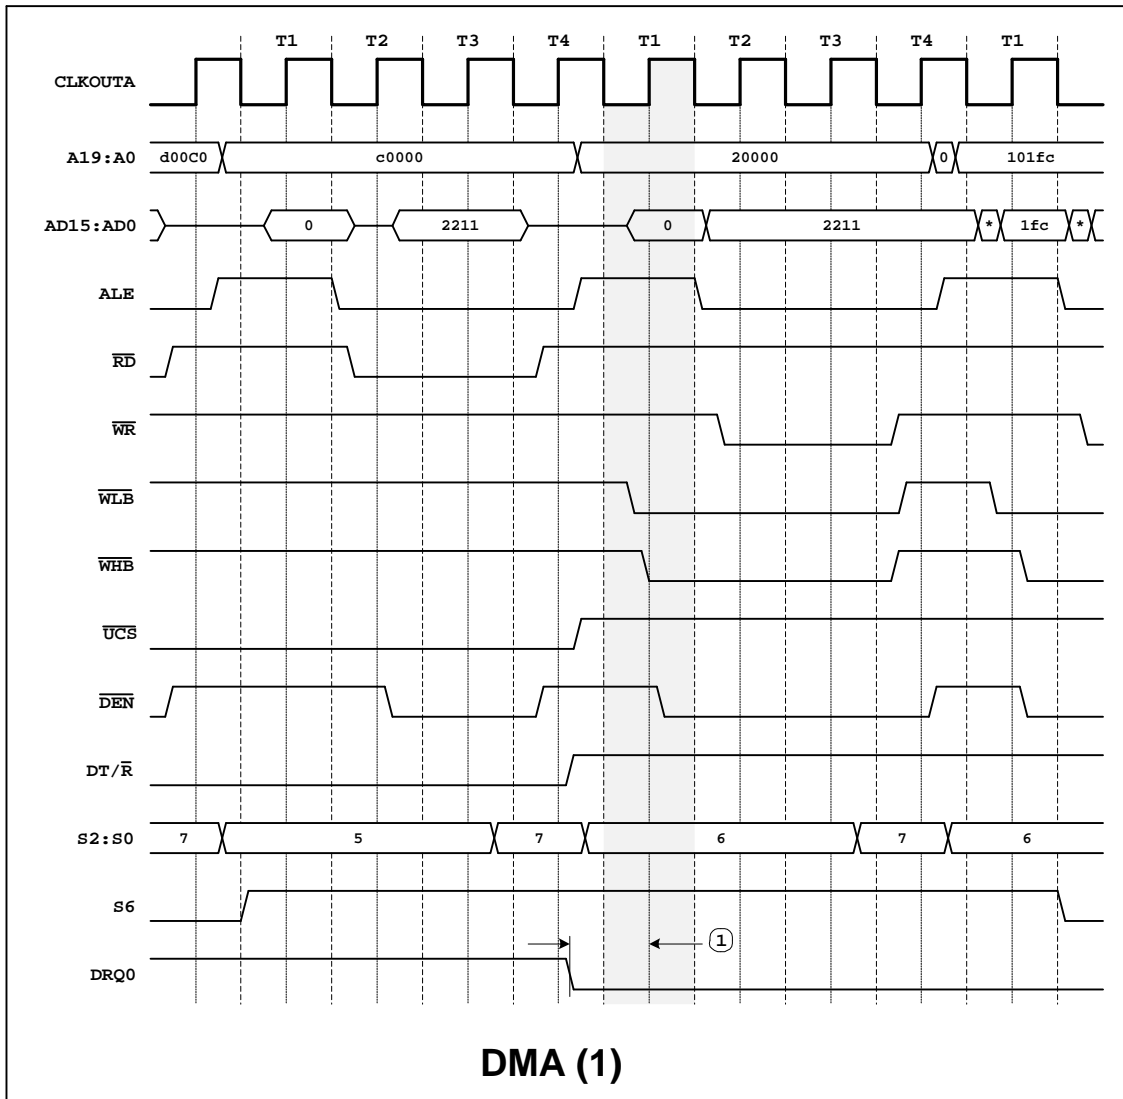 T1 T2 T3 T4 T1 T2 T3 T4 T1
CLKOUTA
A19:A0 d00C0 c0000 20000 0 101fc
AD15:AD0 0 2211 0 2211 * 1fc *
ALE
RD
WR
WLB
WHB
UCS
DEN
DT/R
S2:S0 7 5 7 6 7 6
S6
1
DRQ0
DMA (1)